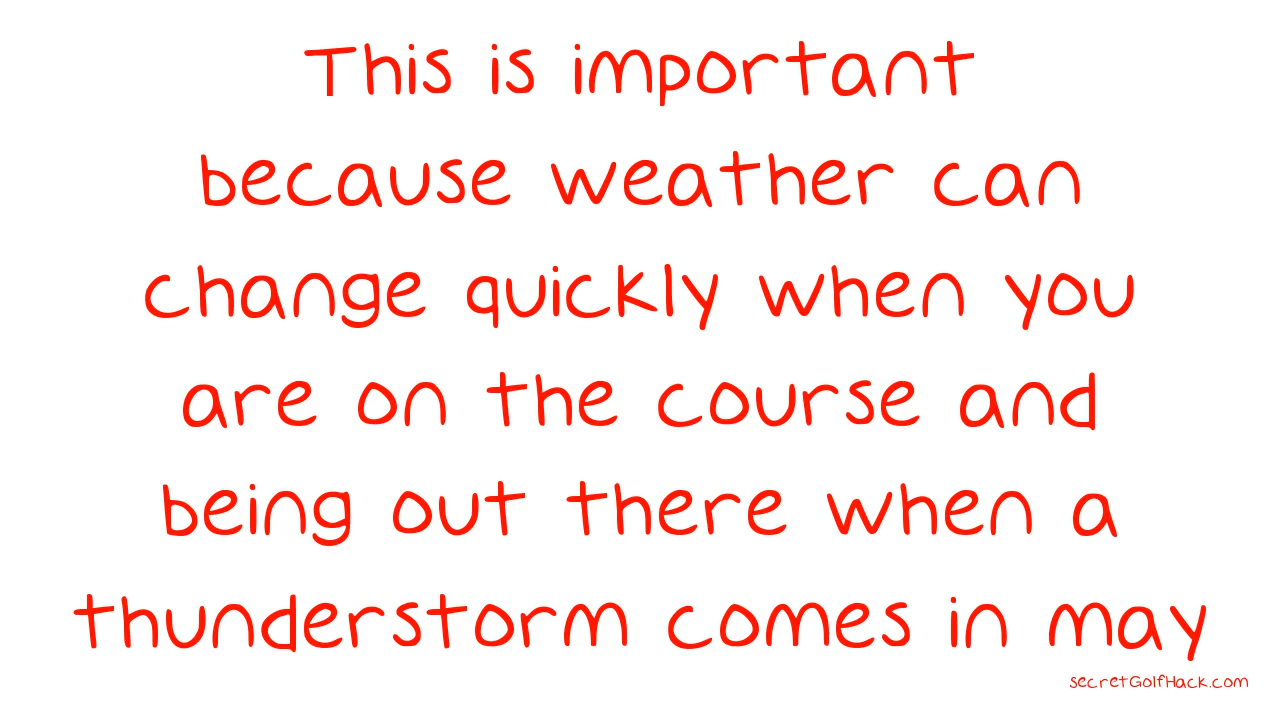 This is important
because weather can
change quickly when you
are on the course and
being out there when a
thunderstorm comes in may
secretGolfHack.com